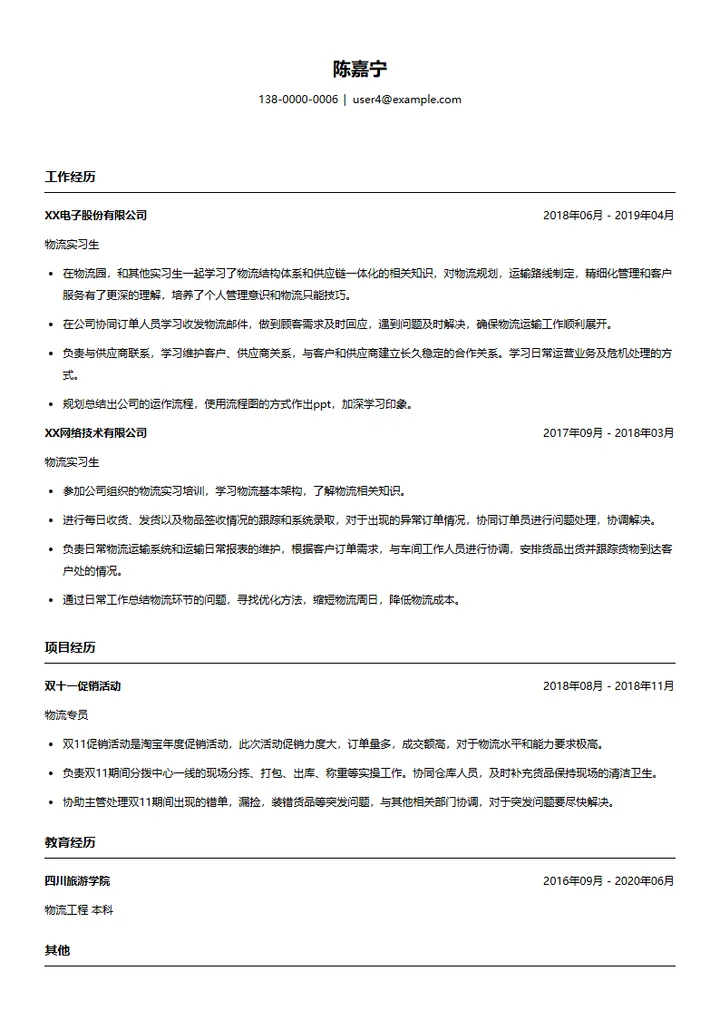 陈嘉宁
138-0000-0006 | user4@example.com
工作经历
XX电子股份有限公司 2018年06月 - 2019年04月
物流实习生
• 在物流园，和其他实习生一起学习了物流结构体系和供应链一体化的相关知识，对物流规划，运输路线制定，精细化管理和客户
服务有了更深的理解，培养了个人管理意识和物流只能技巧。
• 在公司协同订单人员学习收发物流邮件，做到顾客需求及时回应，遇到问题及时解决，确保物流运输工作顺利展开。
• 负责与供应商联系，学习维护客户、供应商关系，与客户和供应商建立长久稳定的合作关系。学习日常运营业务及危机处理的方
式。
• 规划总结出公司的运作流程，使用流程图的方式作出ppt，加深学习印象。
XX网络技术有限公司 2017年09月 - 2018年03月
物流实习生
• 参加公司组织的物流实习培训，学习物流基本架构，了解物流相关知识。
• 进行每日收货、发货以及物品签收情况的跟踪和系统录取，对于出现的异常订单情况，协同订单员进行问题处理，协调解决。
• 负责日常物流运输系统和运输日常报表的维护，根据客户订单需求，与车间工作人员进行协调，安排货品出货并跟踪货物到达客
户处的情况。
• 通过日常工作总结物流环节的问题，寻找优化方法，缩短物流周日，降低物流成本。
项目经历
双十一促销活动 2018年08月 - 2018年11月
物流专员
• 双11促销活动是淘宝年度促销活动，此次活动促销力度大，订单量多，成交额高，对于物流水平和能力要求极高。
• 负责双11期间分拨中心一线的现场分拣、打包、出库、称重等实操工作。协同仓库人员，及时补充货品保持现场的清洁卫生。
• 协助主管处理双11期间出现的错单，漏捡，装错货品等突发问题，与其他相关部门协调，对于突发问题要尽快解决。
教育经历
四川旅游学院 2016年09月 - 2020年06月
物流工程 本科
其他